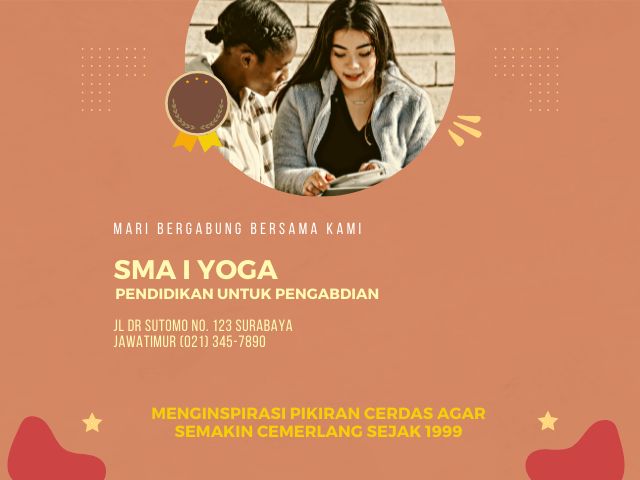 MARI BERGABUNG BERSAMA KAMI
SMA I YOGA
PENDIDIKAN UNTUK PENGABDIAN
JL DR SUTOMO NO. 123 SURABAYA
JAWATIMUR (021) 345-7890
MENGINSPIRASI PIKIRAN CERDAS AGAR
SEMAKIN CEMERLANG SEJAK 1999